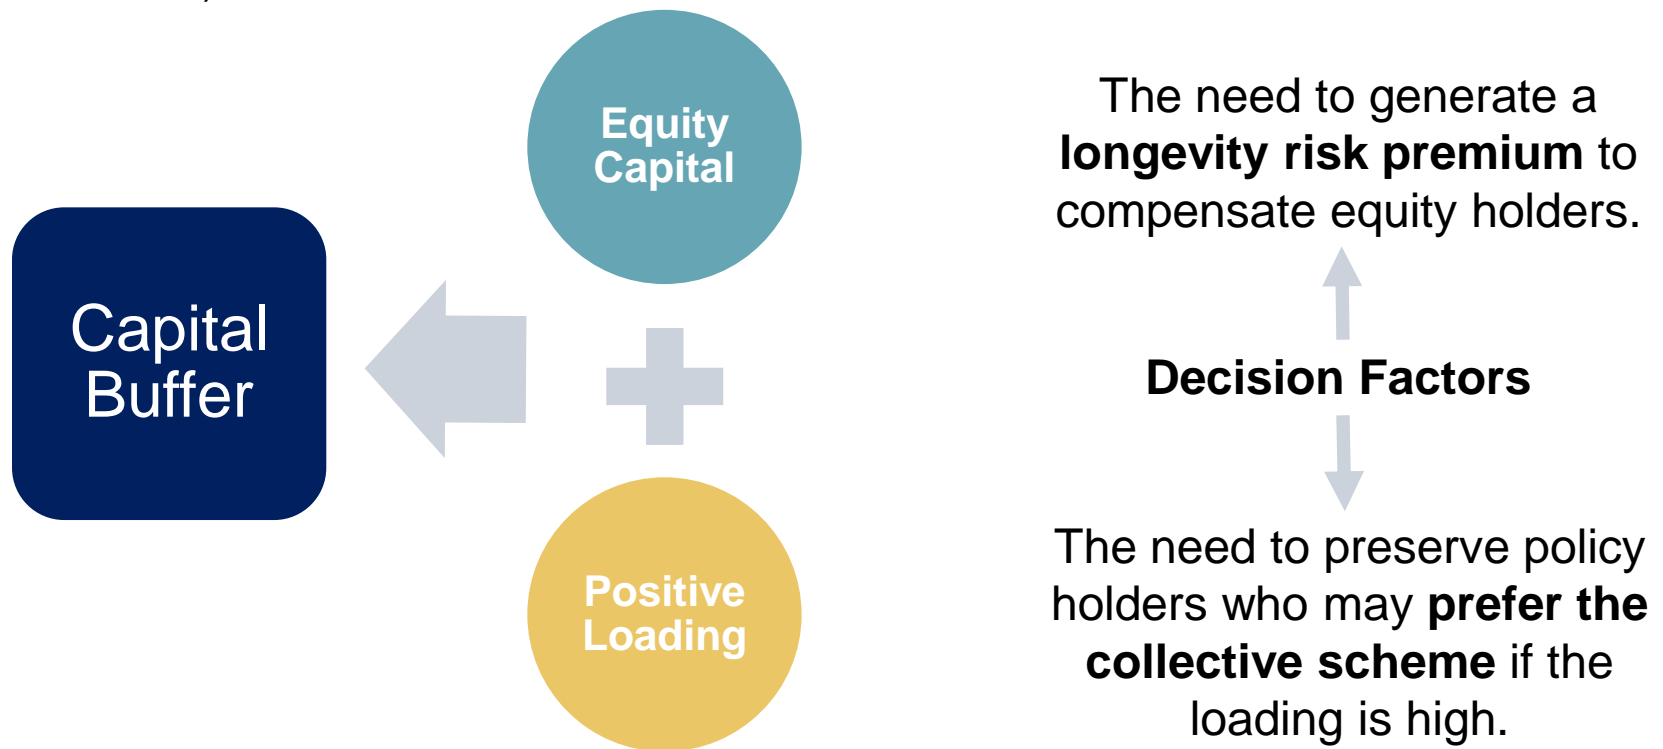 Equity
Capital
Capital
Buffer
Positive
Loading
The need to generate a
longevity risk premium to
compensate equity holders.
Decision Factors
The need to preserve policy
holders who may prefer the
collective scheme if the
loading is high.